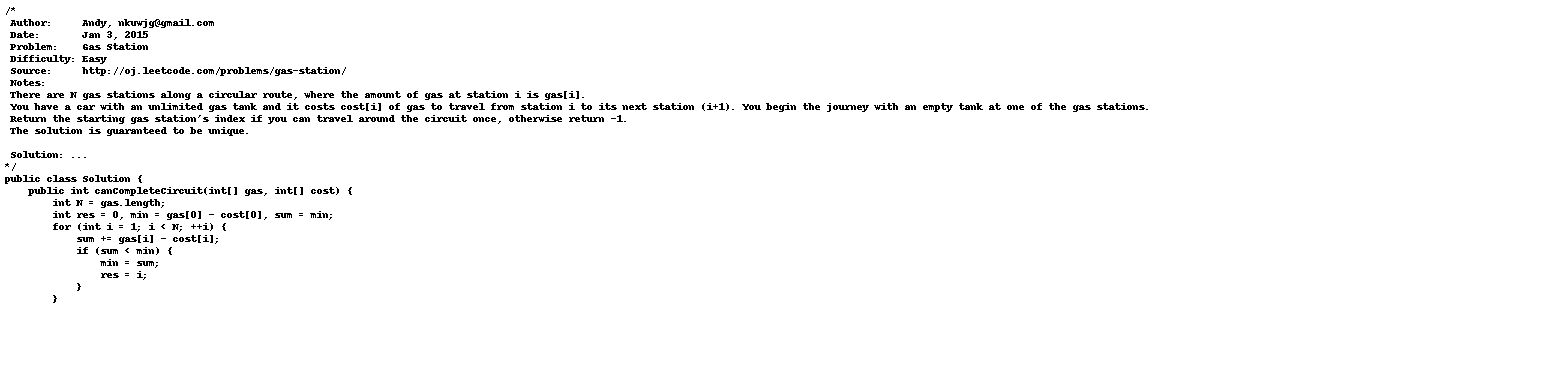 /*
 Author:     Andy, nkuwjg@gmail.com
 Date:       Jan 3, 2015
 Problem:    Gas Station
 Difficulty: Easy
 Source:     http://oj.leetcode.com/problems/gas-station/
 Notes:
 There are N gas stations along a circular route, where the amount of gas at station i is gas[i].
 You have a car with an unlimited gas tank and it costs cost[i] of gas to travel from station i to its next station (i+1). You begin the journey with an empty tank at one of the gas stations.
 Return the starting gas station's index if you can travel around the circuit once, otherwise return -1.
 The solution is guaranteed to be unique.

 Solution: ...
*/
public class Solution {
    public int canCompleteCircuit(int[] gas, int[] cost) {
        int N = gas.length;
        int res = 0, min = gas[0] - cost[0], sum = min;
        for (int i = 1; i < N; ++i) {
            sum += gas[i] - cost[i];
            if (sum < min) {
                min = sum;
                res = i;
            }
        }